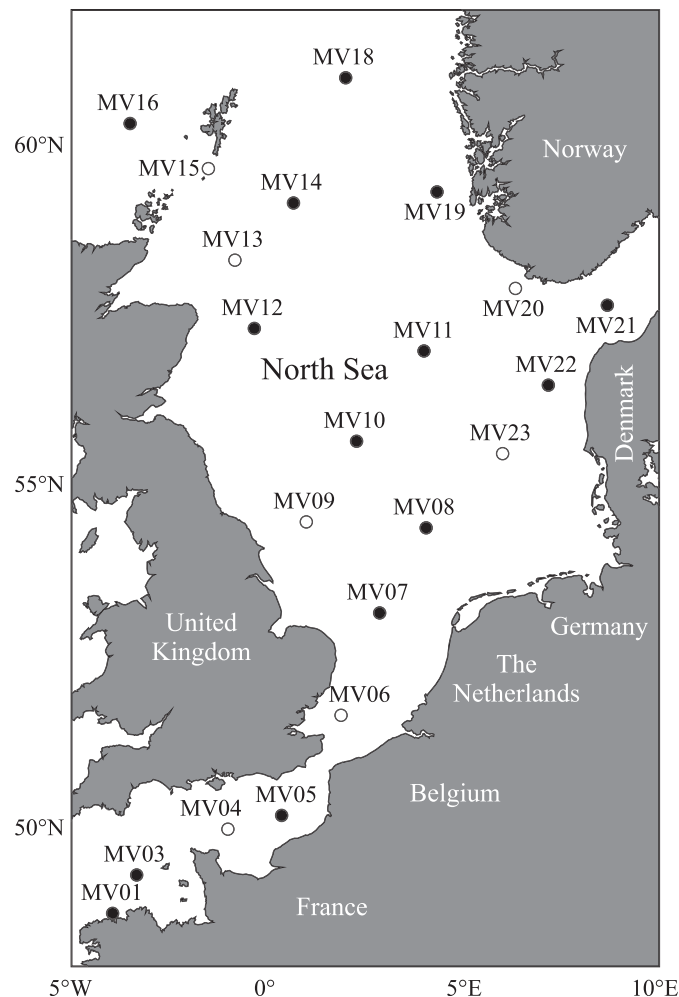 MV18
MV16
60°N
Norway
MV15
MV14
MV19
MV13
MV20
MV12
MV21
MV11
North Sea
MV22
Denmark
MV10
MV23
55°N
MV09
MV08
MV07
United
Kingdom
Germany
The
Netherlands
MV06
MV04
MV05
Belgium
50°N
MV03
MV01
France
5°W
0°
5°E
10°E